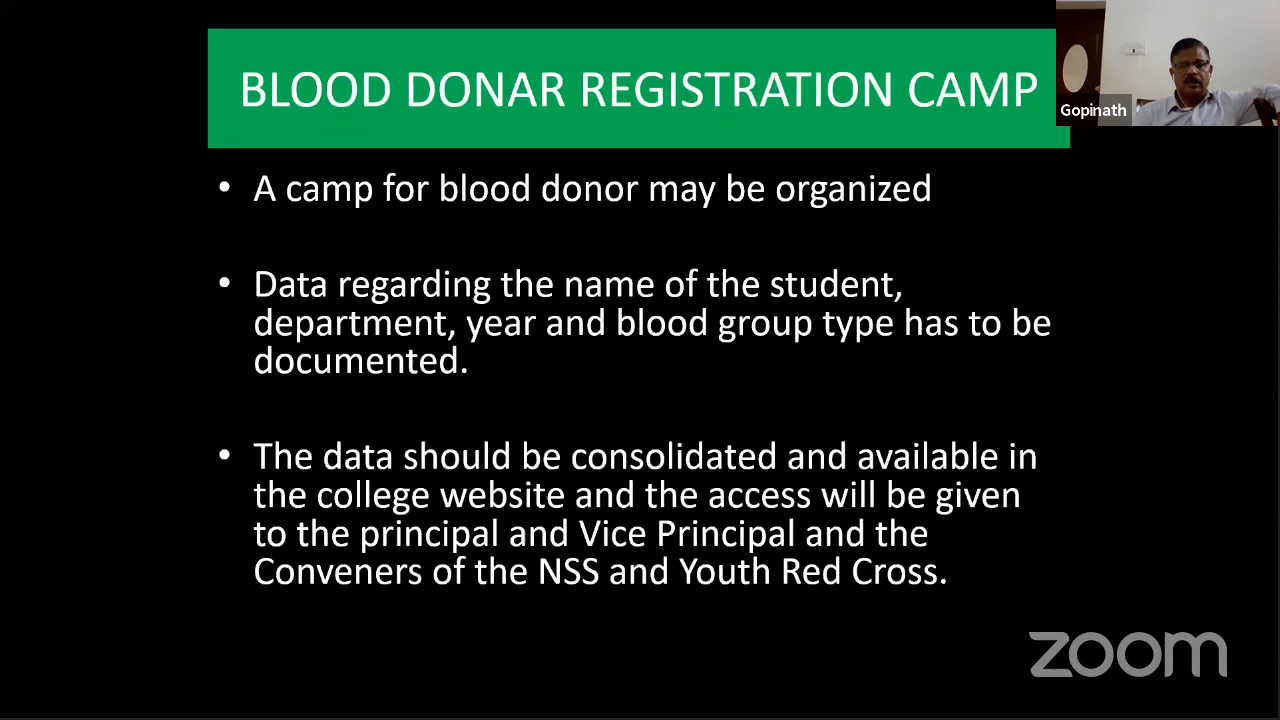 BLOOD DONAR REGISTRATION CAMP
Gopinath
• A camp for blood donor may be organized
• Data regarding the name of the student,
department, year and blood group type has to be
documented.
• The data should be consolidated and available in
the college website and the access will be given
to the principal and Vice Principal and the
Conveners of the NSS and Youth Red Cross.
zoom